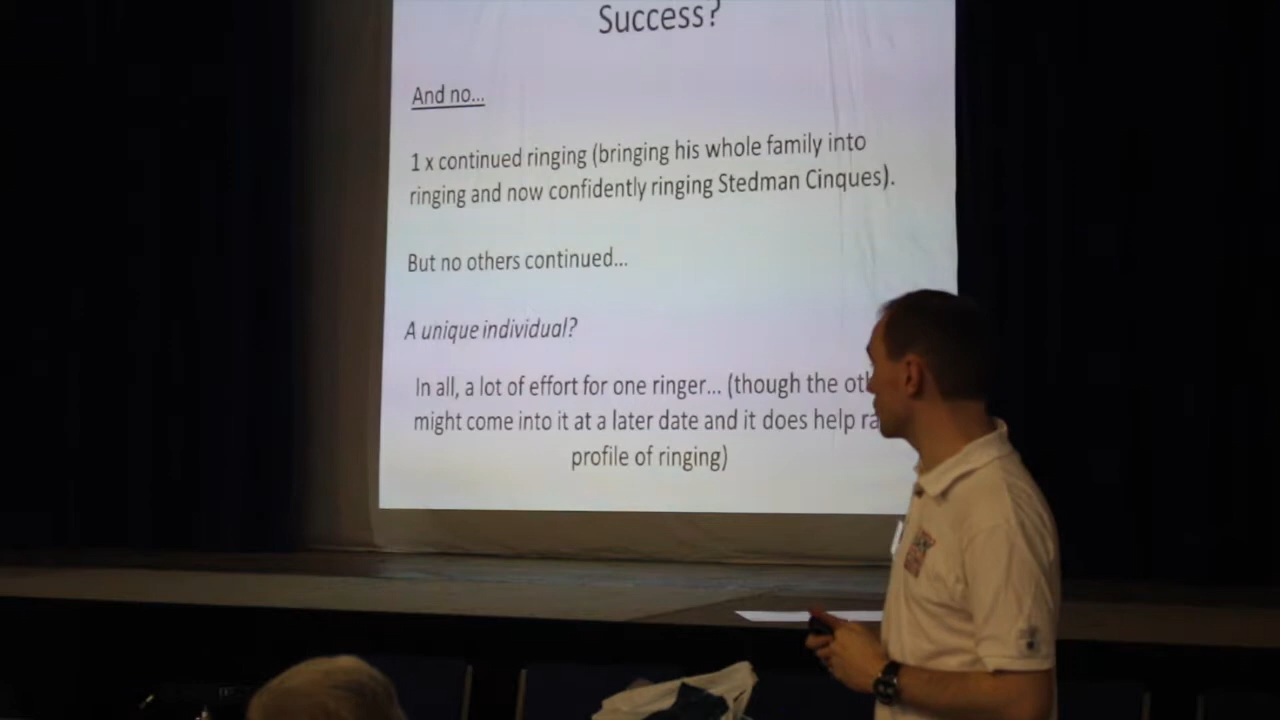 Success?
And no...
1 x continued ringing (bringing his whole family into
ringing and now confidently ringing Stedman Cinques).
But no others continued...
A unique individual?
In all, a lot of effort for one ringer... (though the
might come into it at a later date and it does help
profile of ringing)